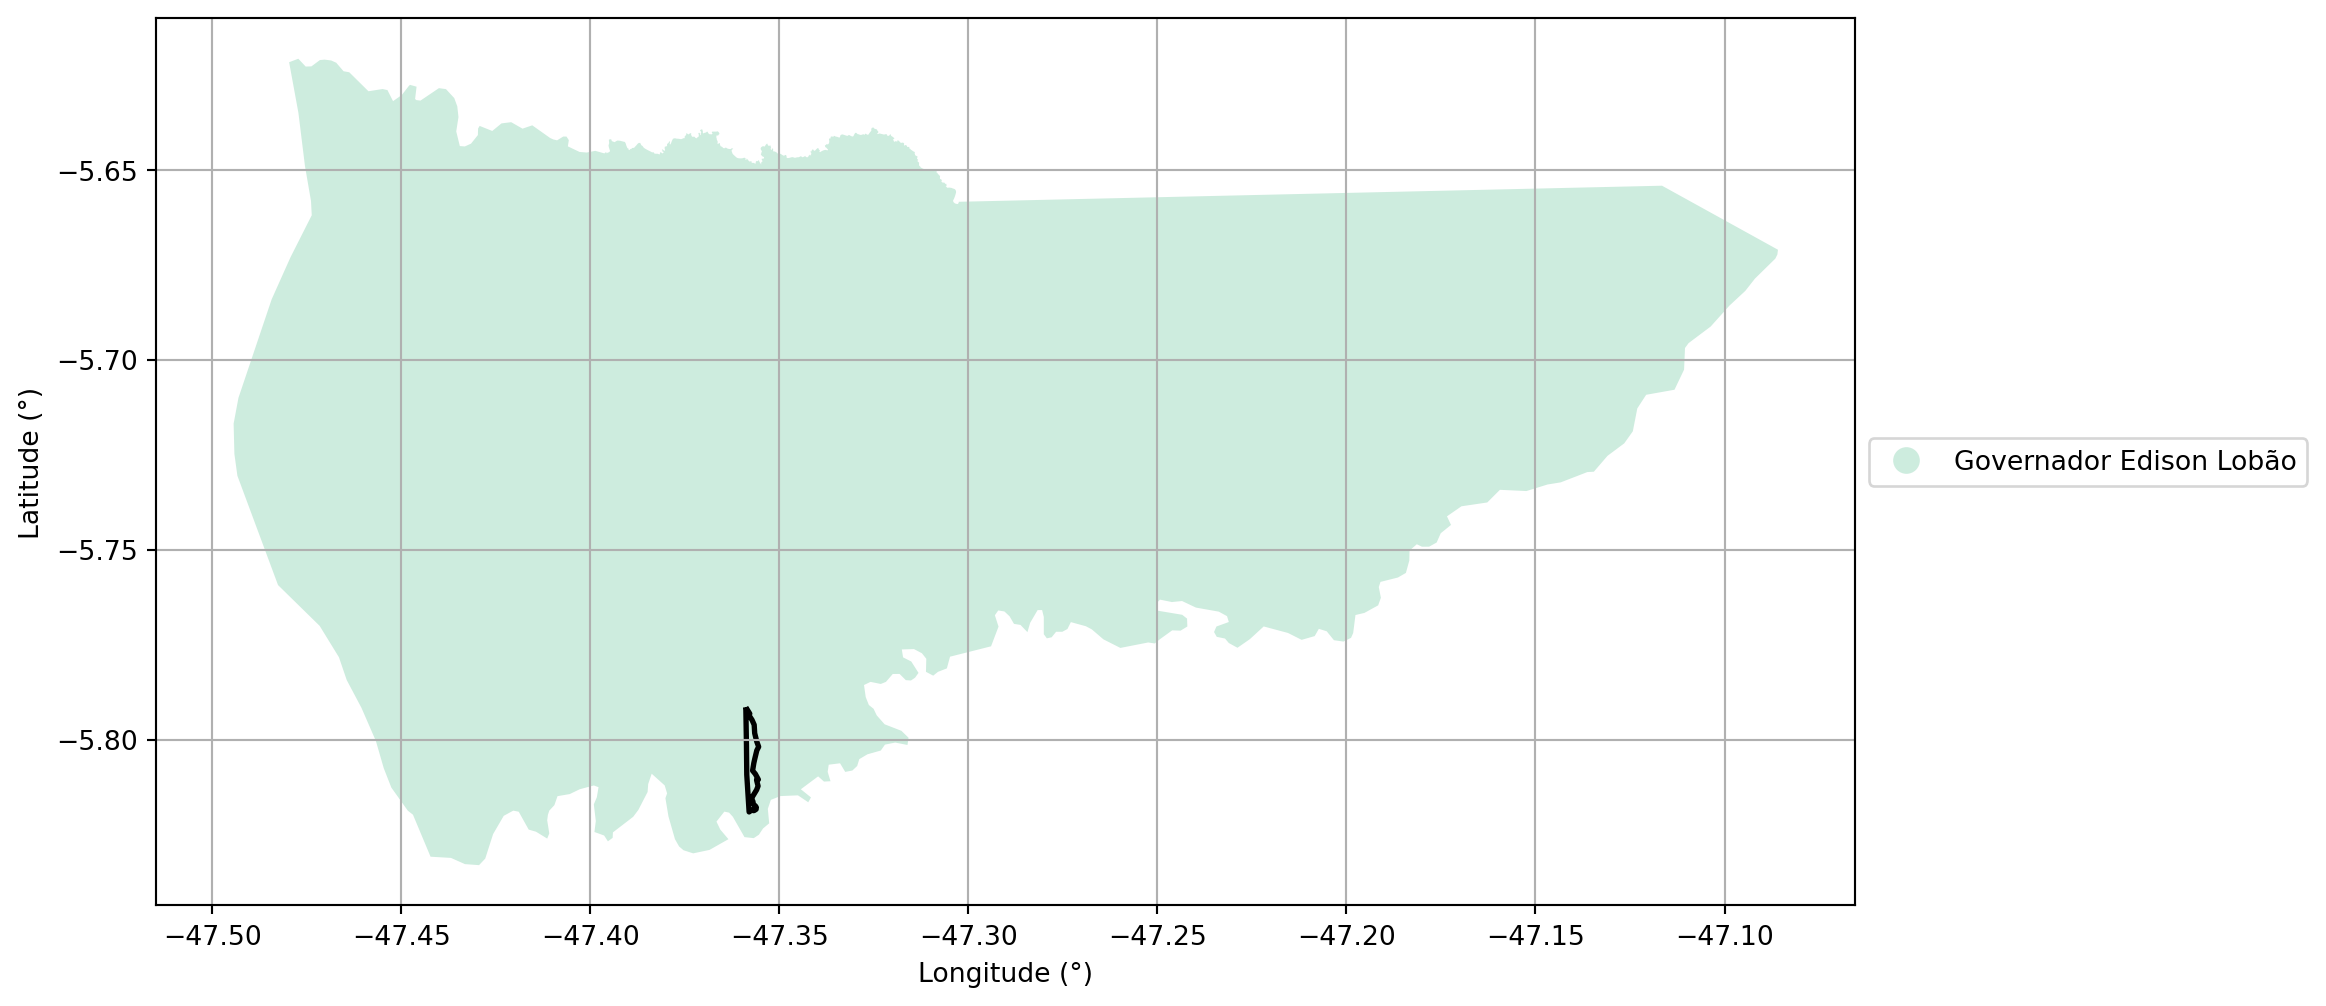 −5.65
−5.70
−5.75
−5.80
Latitude (°)
−47.50 −47.45 −47.40 −47.35 −47.30 −47.25 −47.20 −47.15 −47.10
Longitude (°)
Governador Edison Lobão